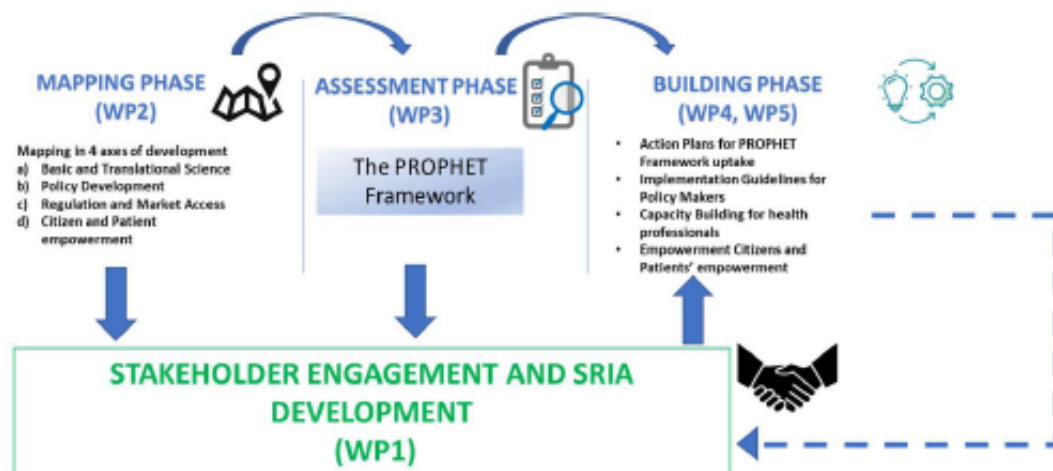 MAPPING PHASE
(WP2)
Mapping in 4 axes of development
a) Basic and Translational Science
b) Policy Development
c) Regulation and Market Access
d) Citizen and Patient
empowerment
ASSESSMENT PHASE
(WP3)
The PROPHET
Framework
BUILDING PHASE
(WP4, WP5)
• Action Plans for PROPHET
Framework uptake
• Implementation Guidelines for
Policy Makers
• Capacity Building for health
professionals
• Empowerment Citizens and
Patients' empowerment
STAKEHOLDER ENGAGEMENT AND SRIA
DEVELOPMENT
(WP1)